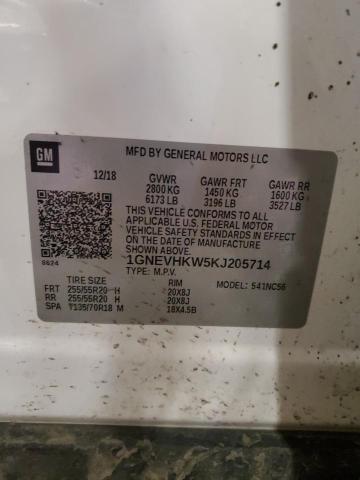 GM
MFD BY GENERAL MOTORS LLC
12/18
GVWR GAWR FRT GAWR RR
2800 KG 1450 KG 1600 KG
6173 LB 3196 LB 3527 LB
THIS VEHICLE CONFORMS TO ALL APPLICABLE
U.S. FEDERAL MOTOR
VEHICLE SAFETY STANDARDS IN EFFECT ON THE
DATE OF MANUFACTURE SHOWN ABOVE.
8624
1GNEVHKW5KJ205714
TYPE: M.P.V.
TIRE SIZE RIM MODEL: 541NC56
FRT 255/55R20 H 20X8J
RR 255/55R20 H 20X8J
SPA T135/70R18 M 18X4.5B